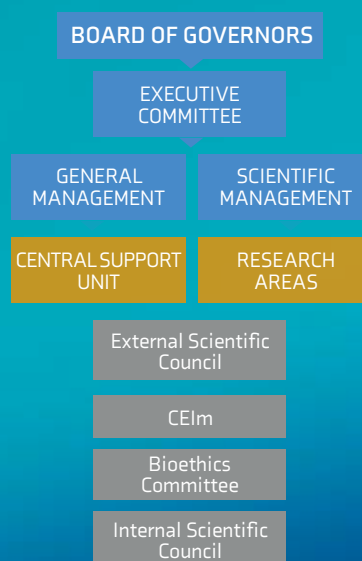 BOARD OF GOVERNORS
EXECUTIVE
COMMITTEE
GENERAL
MANAGEMENT
SCIENTIFIC
MANAGEMENT
CENTRAL SUPPORT
UNIT
RESEARCH
AREAS
External Scientific
Council
CEIm
Bioethics
Committee
Internal Scientific
Council